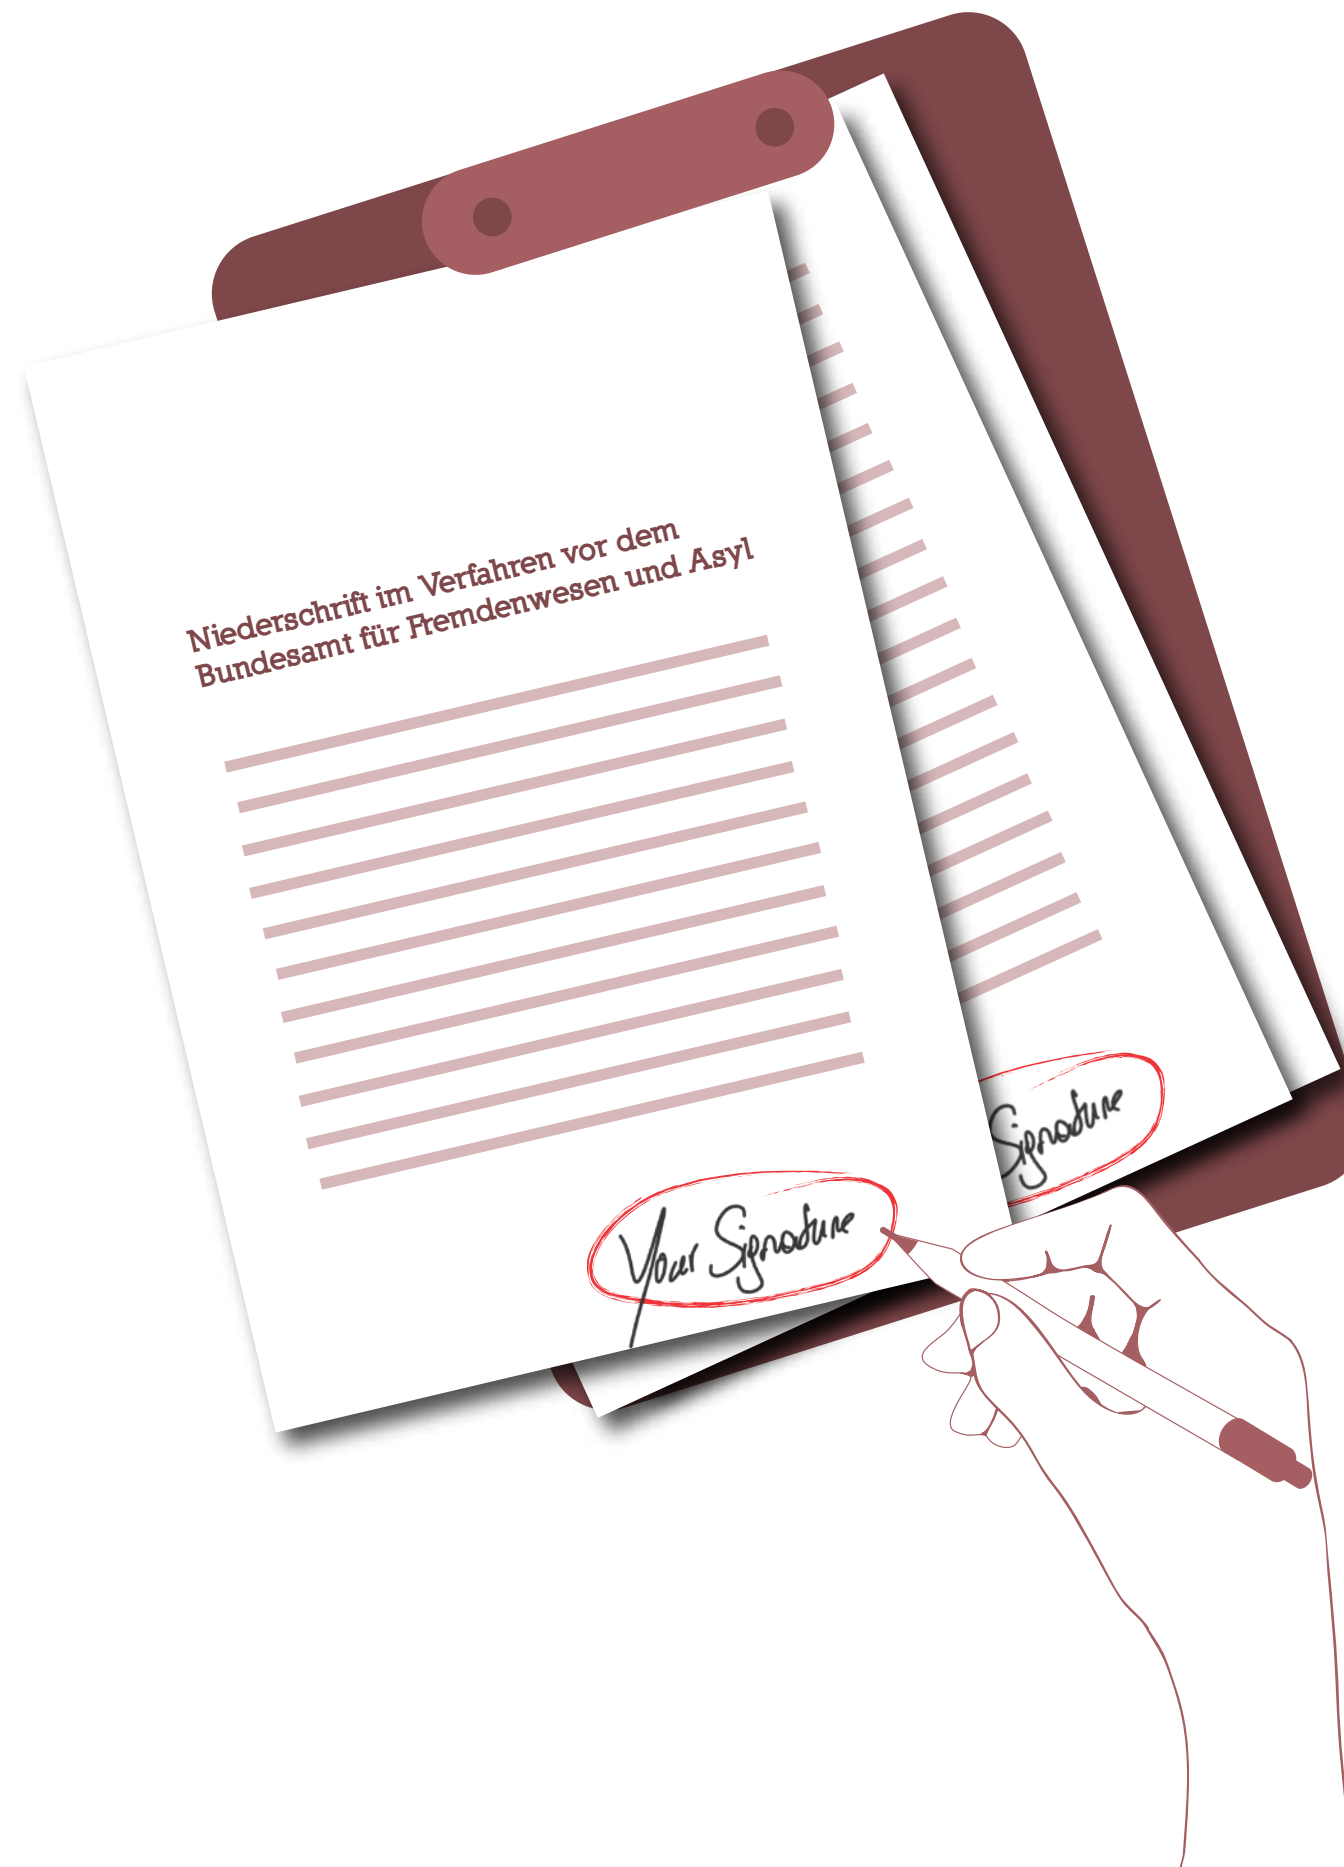 Niederschrift im Verfahren vor dem
Bundesamt für Fremdenwesen und Asyl
Your Signature
Signature